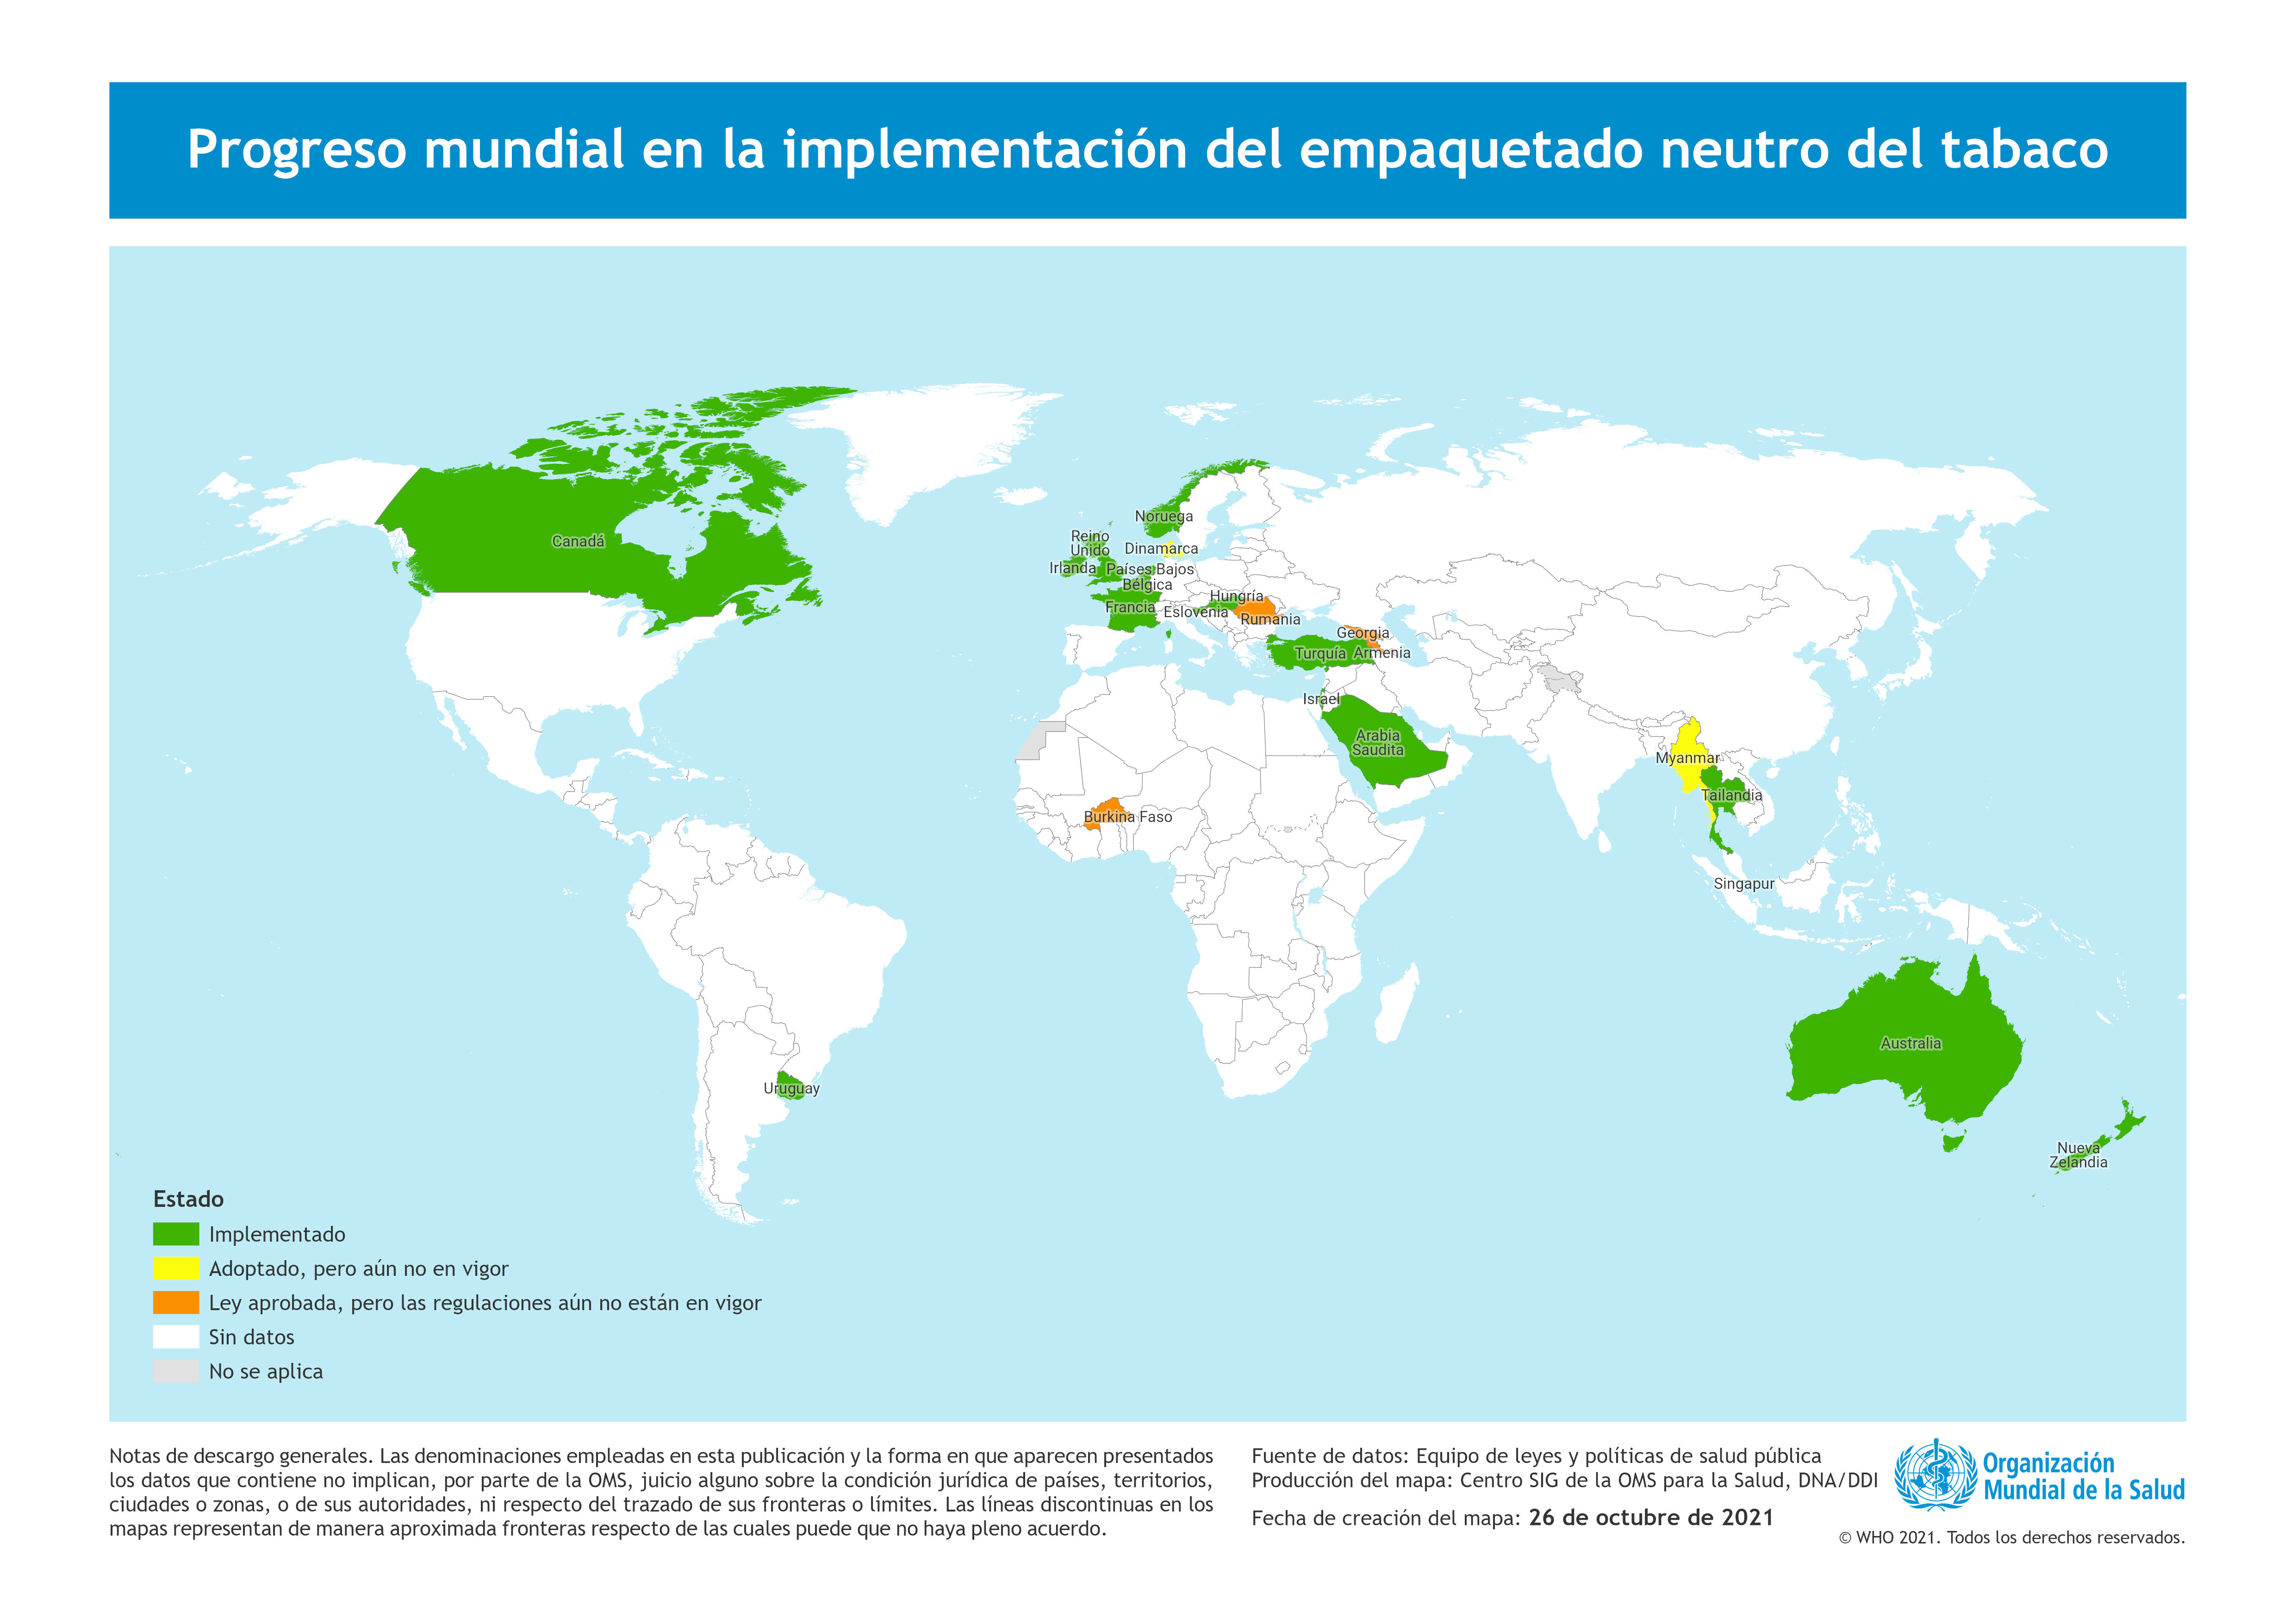 Progreso mundial en la implementación del empaquetado neutro del tabaco
Canadá
Noruega
Reino
Unido
Dinamarca
Irlanda
Países Bajos
Bélgica
Hungría
Francia
Eslovenia
Rumania
Georgia
Turquía
Armenia
Israel
Arabia
Saudita
Myanmar
Tailandia
Burkina Faso
Singapur
Australia
Uruguay
Nueva
Zelandia
Estado
Implementado
Adoptado, pero aún no en vigor
Ley aprobada, pero las regulaciones aún no están en vigor
Sin datos
No se aplica
Notas de descargo generales. Las denominaciones empleadas en esta publicación y la forma en que aparecen presentados
los datos que contiene no implican, por parte de la OMS, juicio alguno sobre la condición jurídica de países, territorios,
ciudades o zonas, o de sus autoridades, ni respecto del trazado de sus fronteras o límites. Las líneas discontinuas en los
mapas representan de manera aproximada fronteras respecto de las cuales puede que no haya pleno acuerdo.
Fuente de datos: Equipo de leyes y políticas de salud pública
Producción del mapa: Centro SIG de la OMS para la Salud, DNA/DDI
Fecha de creación del mapa: 26 de octubre de 2021
Organización
Mundial de la Salud
© WHO 2021. Todos los derechos reservados.